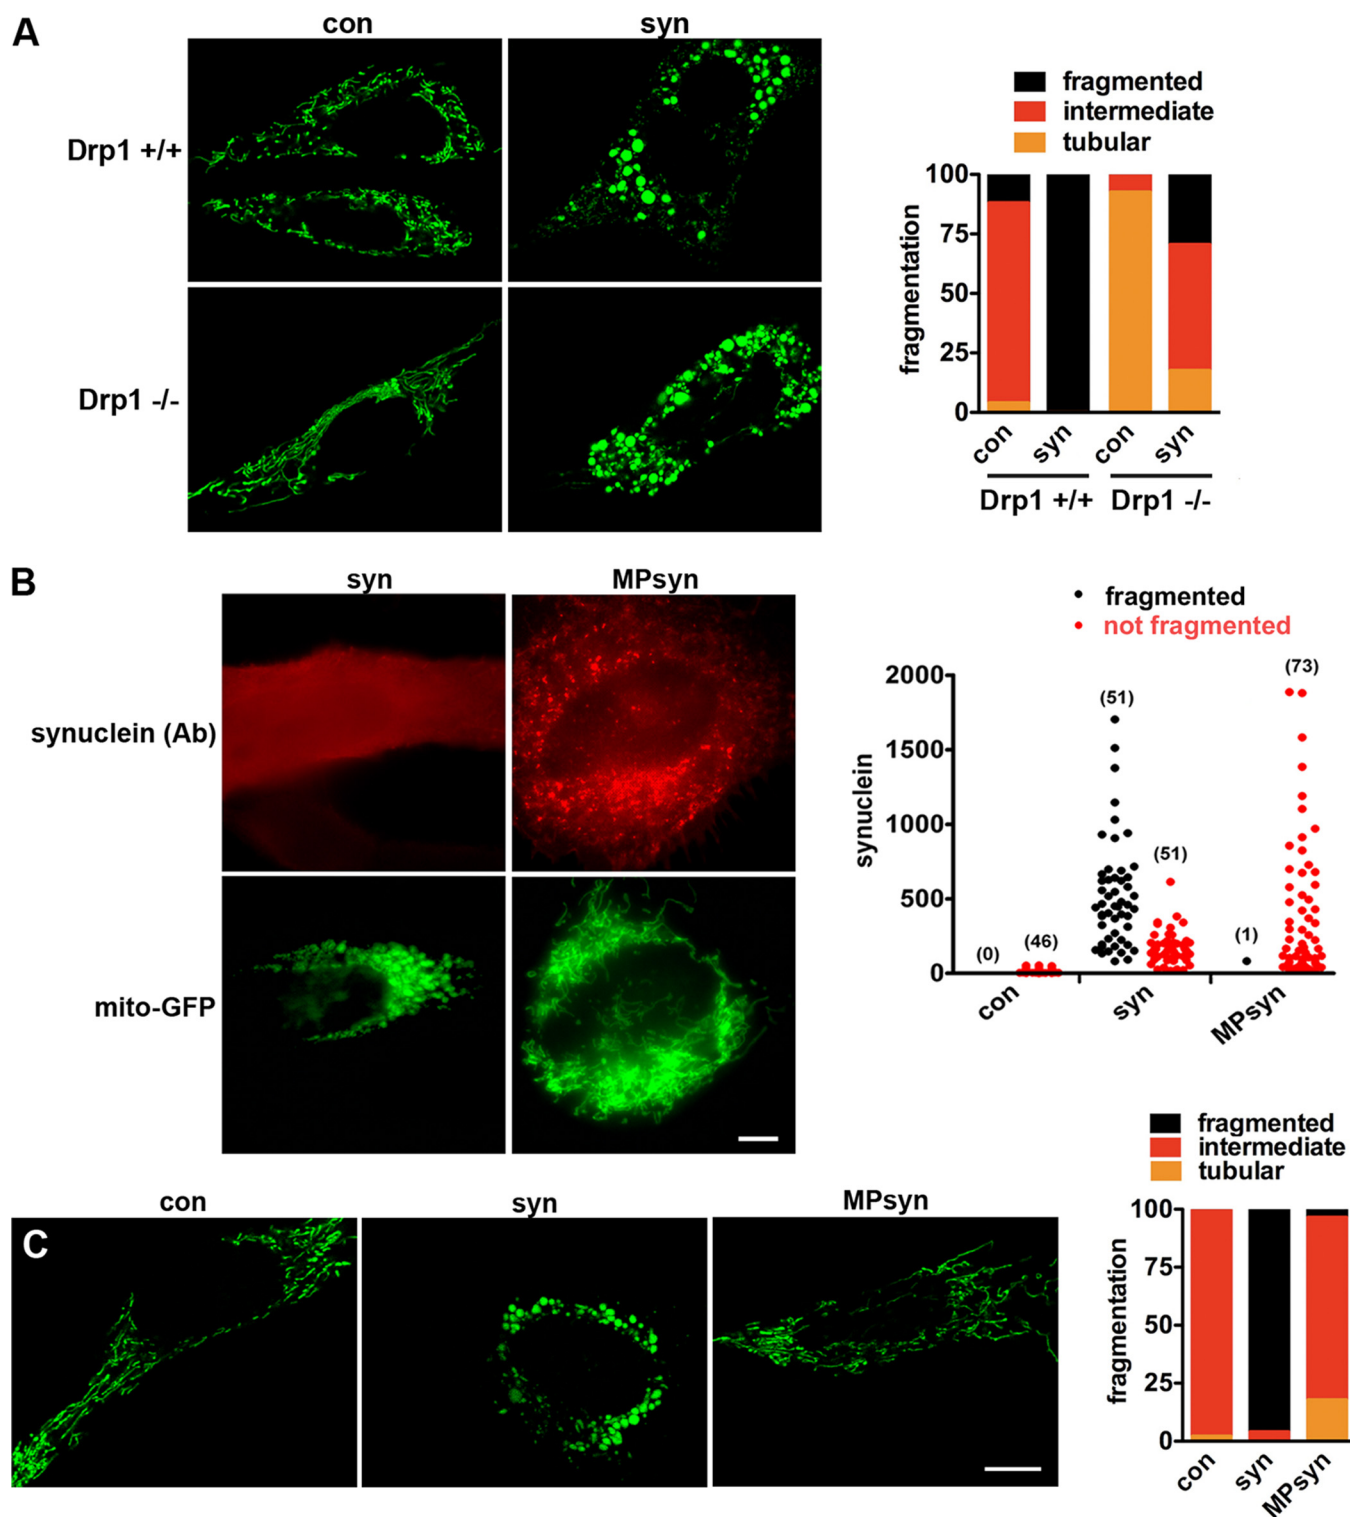 A
con
syn
Drp1 +/+
Drp1 -/-
fragmented
intermediate
tubular
100
75
50
25
0
fragmentation
con
syn
con
syn
Drp1 +/+
Drp1 -/-
B
syn
MPsyn
synuclein (Ab)
mito-GFP
fragmented
not fragmented
2000
1500
1000
500
0
synuclein
(0)
(46)
(51)
(51)
(1)
(73)
con
syn
MPsyn
C
con
syn
MPsyn
fragmented
intermediate
tubular
100
75
50
25
0
fragmentation
con
syn
MPsyn